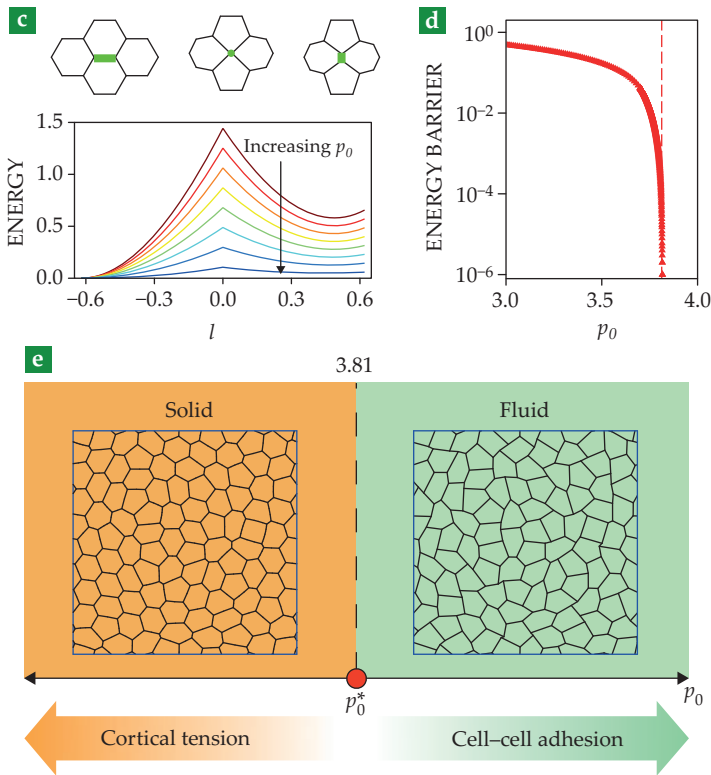 c
1.5
1.0
0.5
0.0
ENERGY
Increasing p₀
−0.6
−0.3
0.0
0.3
0.6
l
d
10⁰
10⁻²
10⁻⁴
10⁻⁶
ENERGY BARRIER
3.0
3.5
4.0
p₀
e
3.81
Solid
Fluid
p₀*
p₀
Cortical tension
Cell–cell adhesion